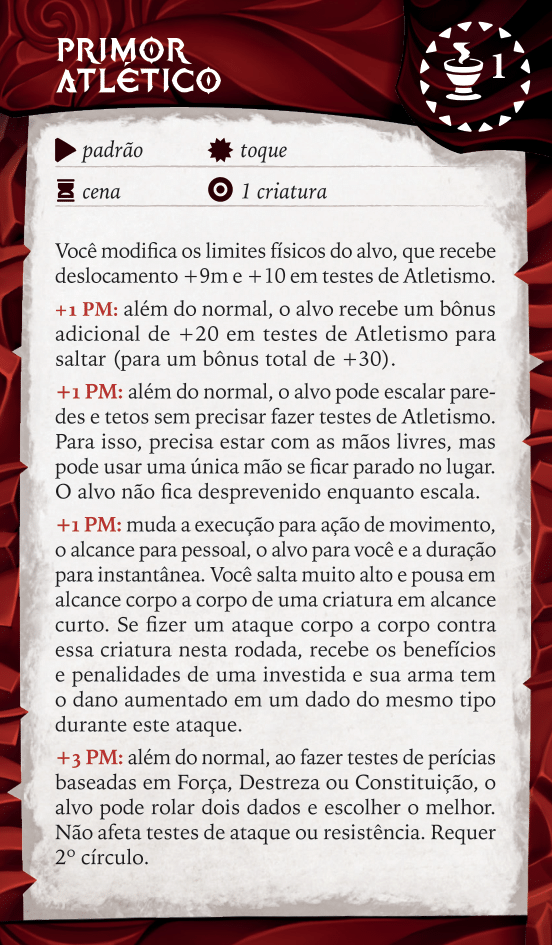 PRIMOR
ATLÉTICO
1
padrão
toque
cena
1 criatura
Você modifica os limites físicos do alvo, que recebe
deslocamento +9m e +10 em testes de Atletismo.
+1 PM: além do normal, o alvo recebe um bônus
adicional de +20 em testes de Atletismo para
saltar (para um bônus total de +30).
+1 PM: além do normal, o alvo pode escalar pare-
des e tetos sem precisar fazer testes de Atletismo.
Para isso, precisa estar com as mãos livres, mas
pode usar uma única mão se ficar parado no lugar.
O alvo não fica desprevenido enquanto escala.
+1 PM: muda a execução para ação de movimento,
o alcance para pessoal, o alvo para você e a duração
para instantânea. Você salta muito alto e pousa em
alcance corpo a corpo de uma criatura em alcance
curto. Se fizer um ataque corpo a corpo contra
essa criatura nesta rodada, recebe os benefícios
e penalidades de uma investida e sua arma tem
o dano aumentado em um dado do mesmo tipo
durante este ataque.
+3 PM: além do normal, ao fazer testes de perícias
baseadas em Força, Destreza ou Constituição, o
alvo pode rolar dois dados e escolher o melhor.
Não afeta testes de ataque ou resistência. Requer
2º círculo.